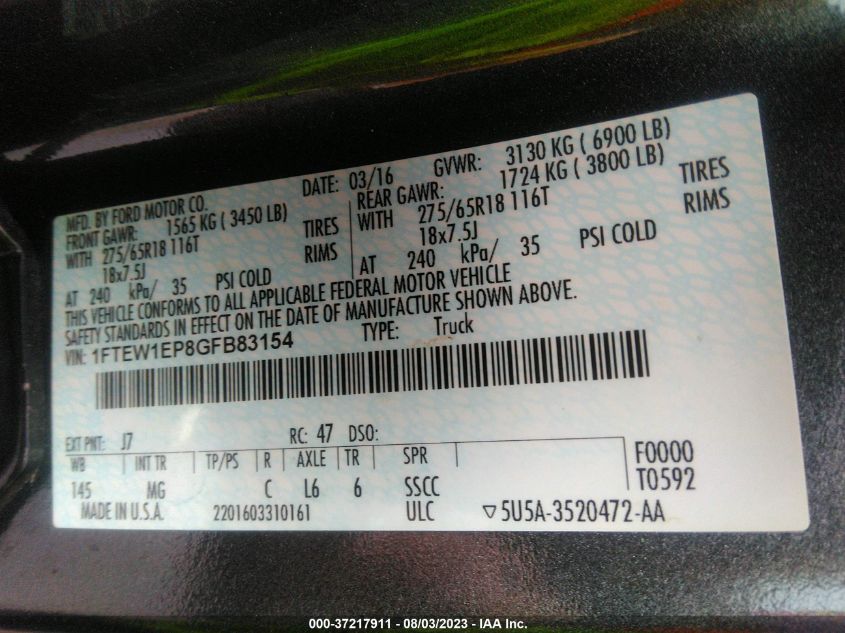 MFD. BY FORD MOTOR CO.
DATE: 03/16 GVWR: 3130 KG ( 6900 LB)
FRONT GAWR: 1565 KG ( 3450 LB)
WITH 275/65R18 116T TIRES
18x7.5J RIMS
AT 240 kPa/ 35 PSI COLD
REAR GAWR: 1724 KG ( 3800 LB)
WITH 275/65R18 116T TIRES
18x7.5J RIMS
AT 240 kPa/ 35 PSI COLD
THIS VEHICLE CONFORMS TO ALL APPLICABLE FEDERAL MOTOR VEHICLE
SAFETY STANDARDS IN EFFECT ON THE DATE OF MANUFACTURE SHOWN ABOVE.
VIN: 1FTEW1EP8GFB83154 TYPE: Truck
EXT PNT: J7 RC: 47 DSO:
WB INT TR TP/PS R AXLE TR SPR F0000
145 MG C L6 6 SSCC T0592
MADE IN U.S.A. 2201603310161 ULC ▽5U5A-3520472-AA
000-37217911 - 08/03/2023 - IAA Inc.